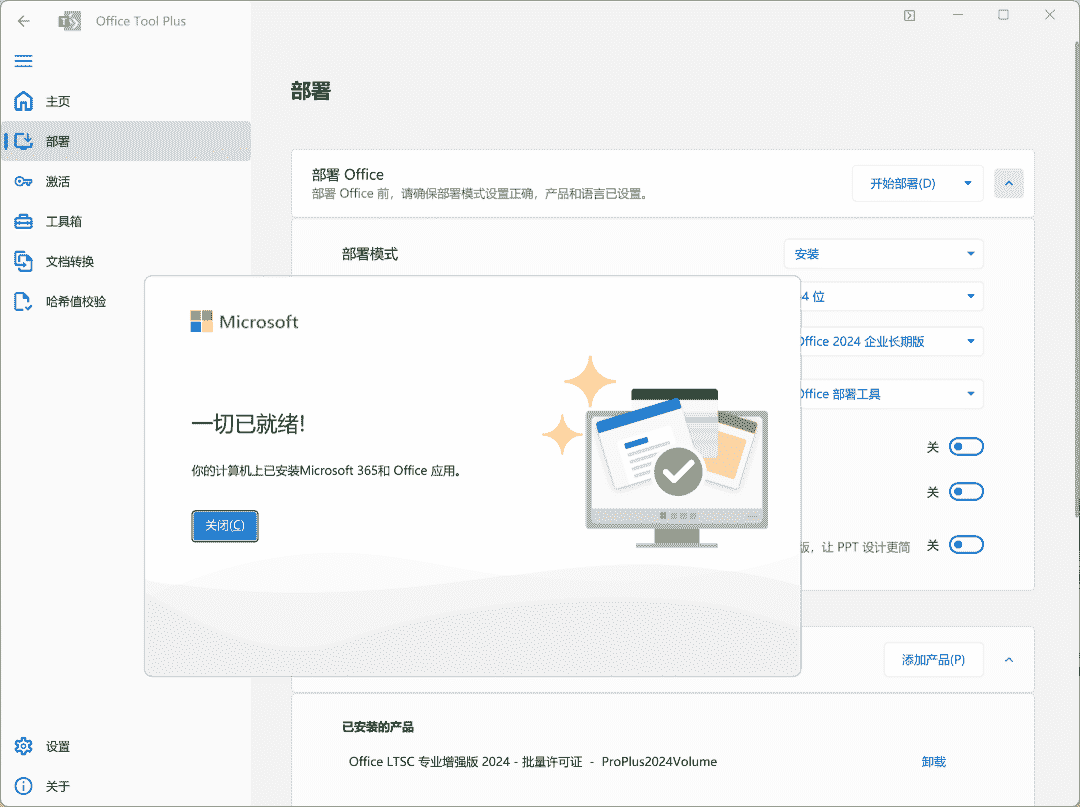 Office Tool Plus
主页
部署
激活
工具箱
文档转换
哈希值校验
设置
关于
部署
部署 Office
部署 Office 前，请确保部署模式设置正确，产品和语言已设置。
开始部署(D)
部署模式
安装
4 位
Office 2024 企业长期版
Office 部署工具
关
关
版，让 PPT 设计更简
关
Microsoft
一切已就绪!
你的计算机上已安装Microsoft 365和 Office 应用。
关闭(C)
添加产品(P)
已安装的产品
Office LTSC 专业增强版 2024 - 批量许可证 - ProPlus2024Volume
卸载